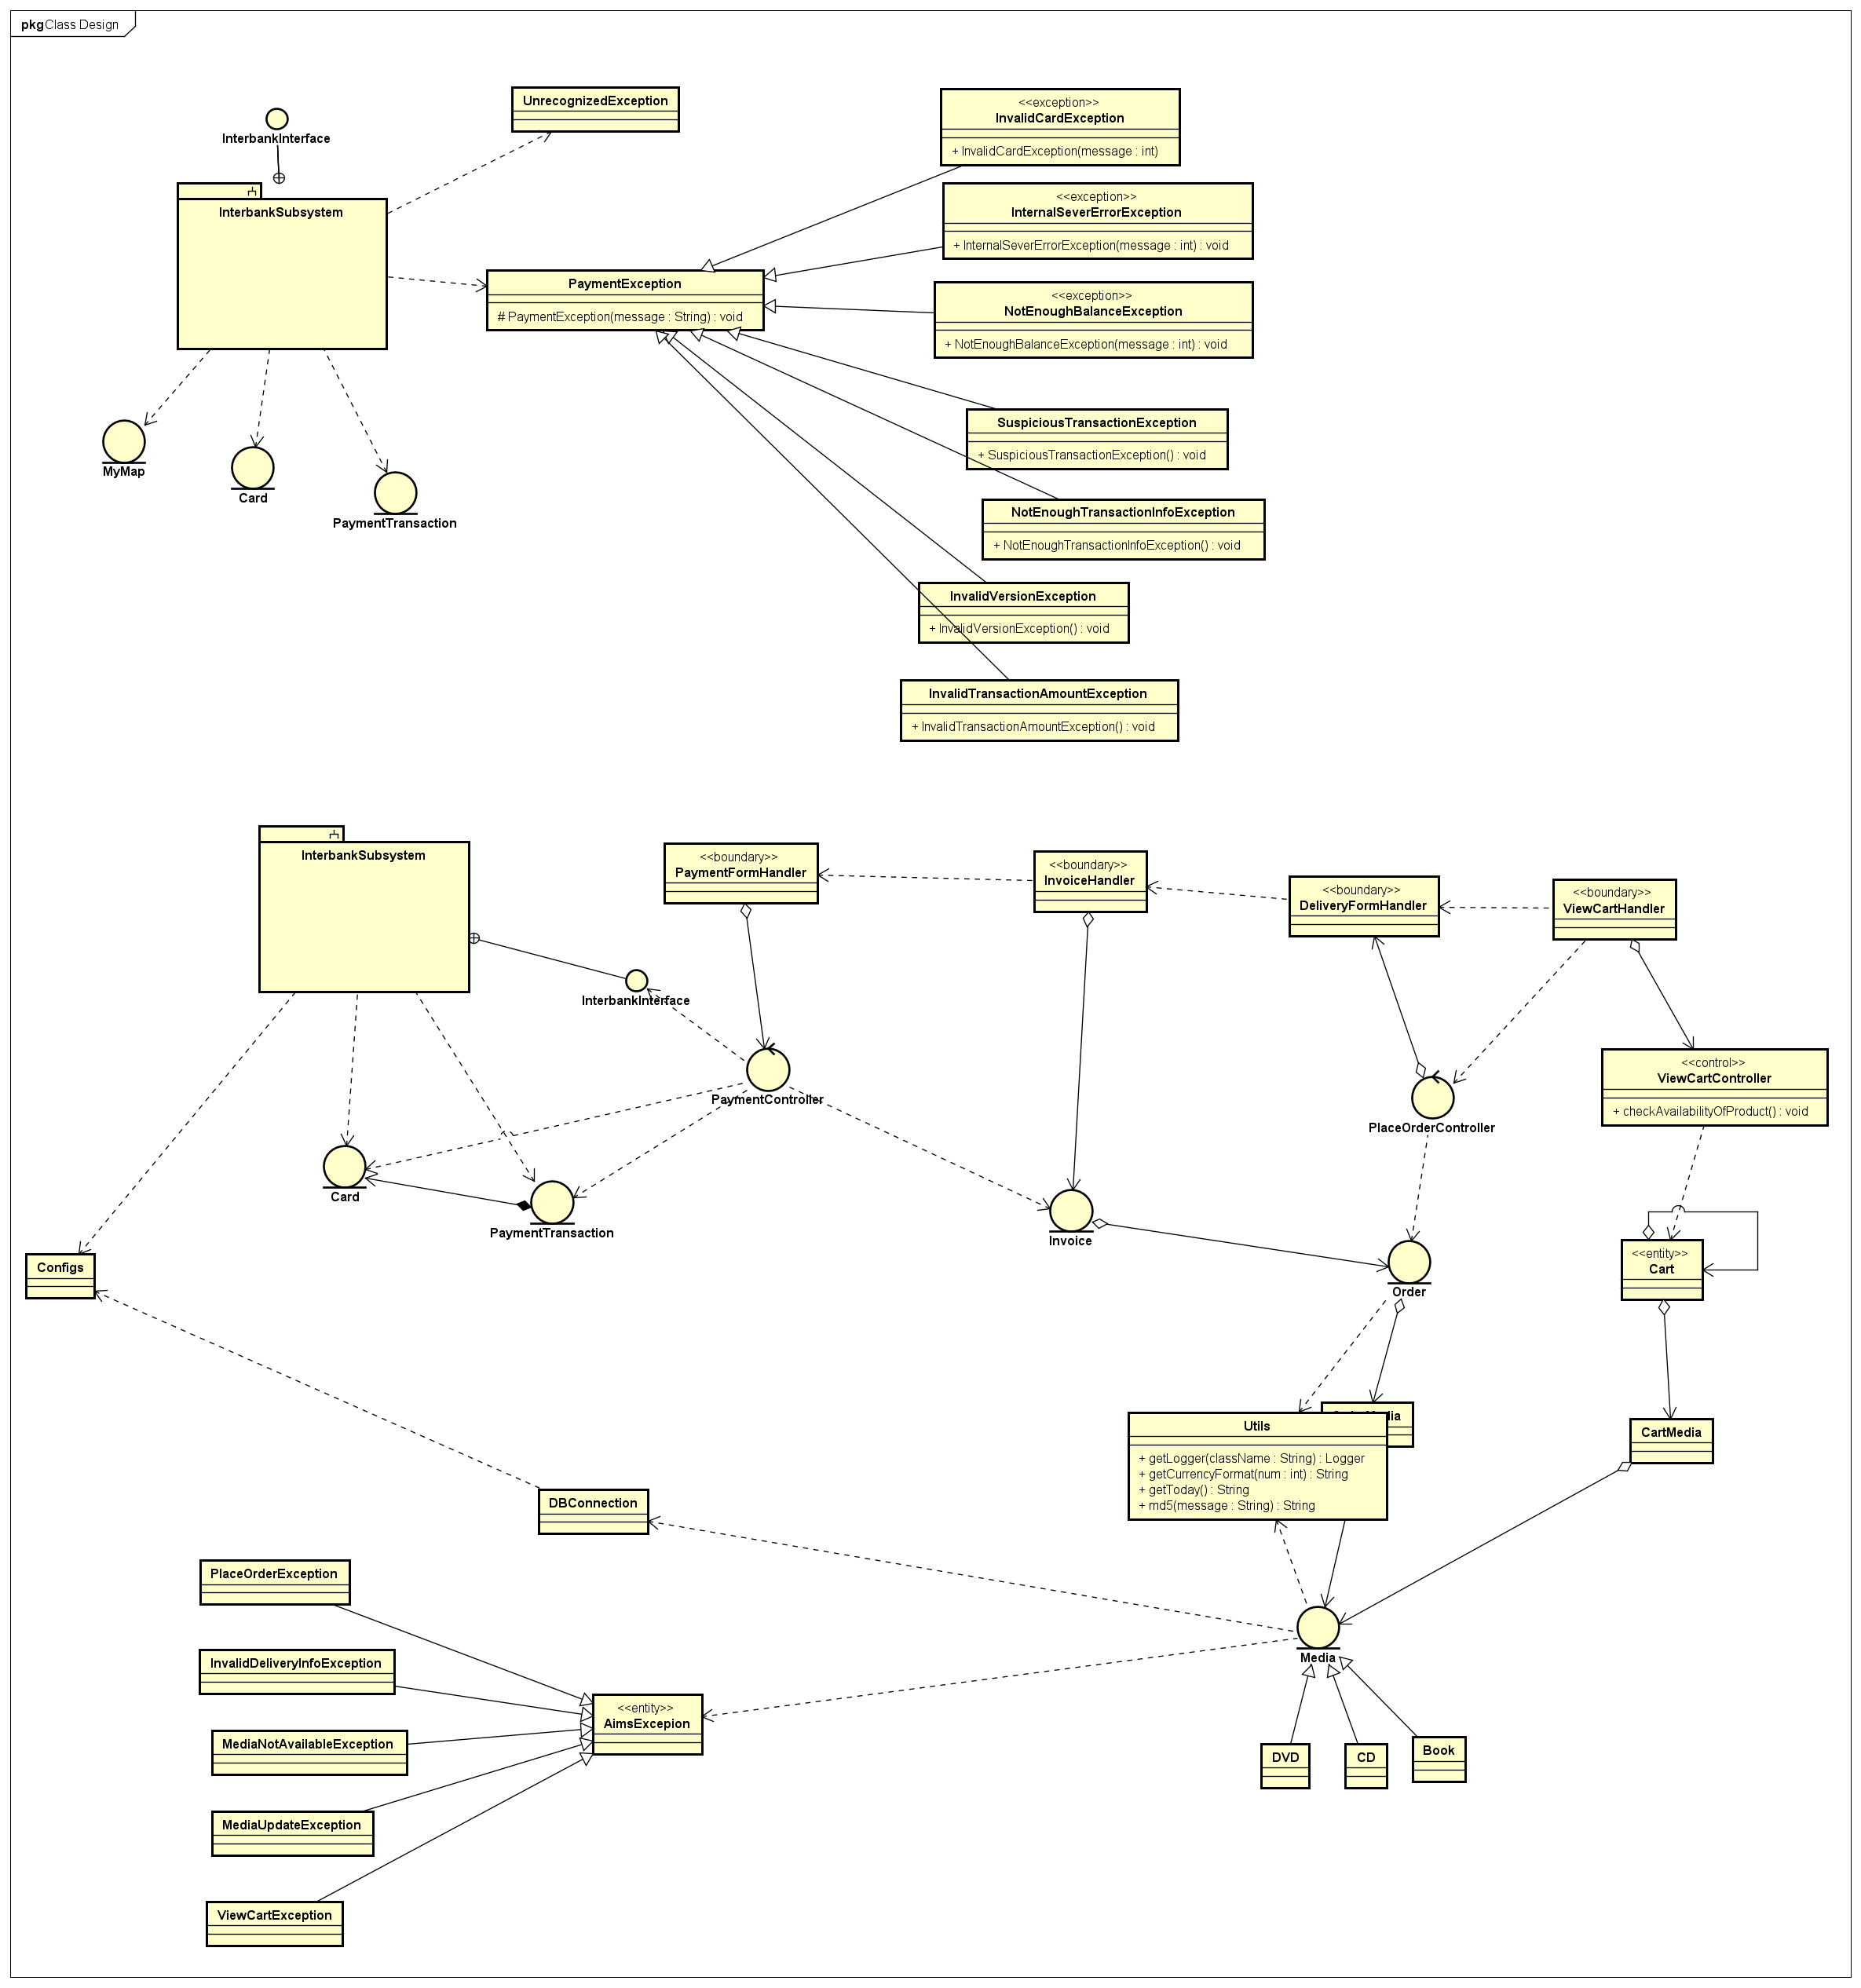 pkg Class Design
UnrecognizedException
InterbankInterface
<<exception>>
InvalidCardException
+ InvalidCardException(message : int)
InterbankSubsystem
<<exception>>
InternalSeverErrorException
+ InternalSeverErrorException(message : int) : void
PaymentException
# PaymentException(message : String) : void
<<exception>>
NotEnoughBalanceException
+ NotEnoughBalanceException(message : int) : void
SuspiciousTransactionException
+ SuspiciousTransactionException() : void
MyMap
Card
PaymentTransaction
NotEnoughTransactionInfoException
+ NotEnoughTransactionInfoException() : void
InvalidVersionException
+ InvalidVersionException() : void
InvalidTransactionAmountException
+ InvalidTransactionAmountException() : void
InterbankSubsystem
<<boundary>>
PaymentFormHandler
<<boundary>>
InvoiceHandler
<<boundary>>
DeliveryFormHandler
<<boundary>>
ViewCartHandler
InterbankInterface
PaymentController
<<control>>
ViewCartController
+ checkAvailabilityOfProduct() : void
PlaceOrderController
Card
PaymentTransaction
Invoice
Configs
Order
<<entity>>
Cart
Utils
+ getLogger(className : String) : Logger
+ getCurrencyFormat(num : int) : String
+ getToday() : String
+ md5(message : String) : String
CartMedia
DBConnection
PlaceOrderException
InvalidDeliveryInfoException
Media
<<entity>>
AimsExcepion
MediaNotAvailableException
DVD
CD
Book
MediaUpdateException
ViewCartException